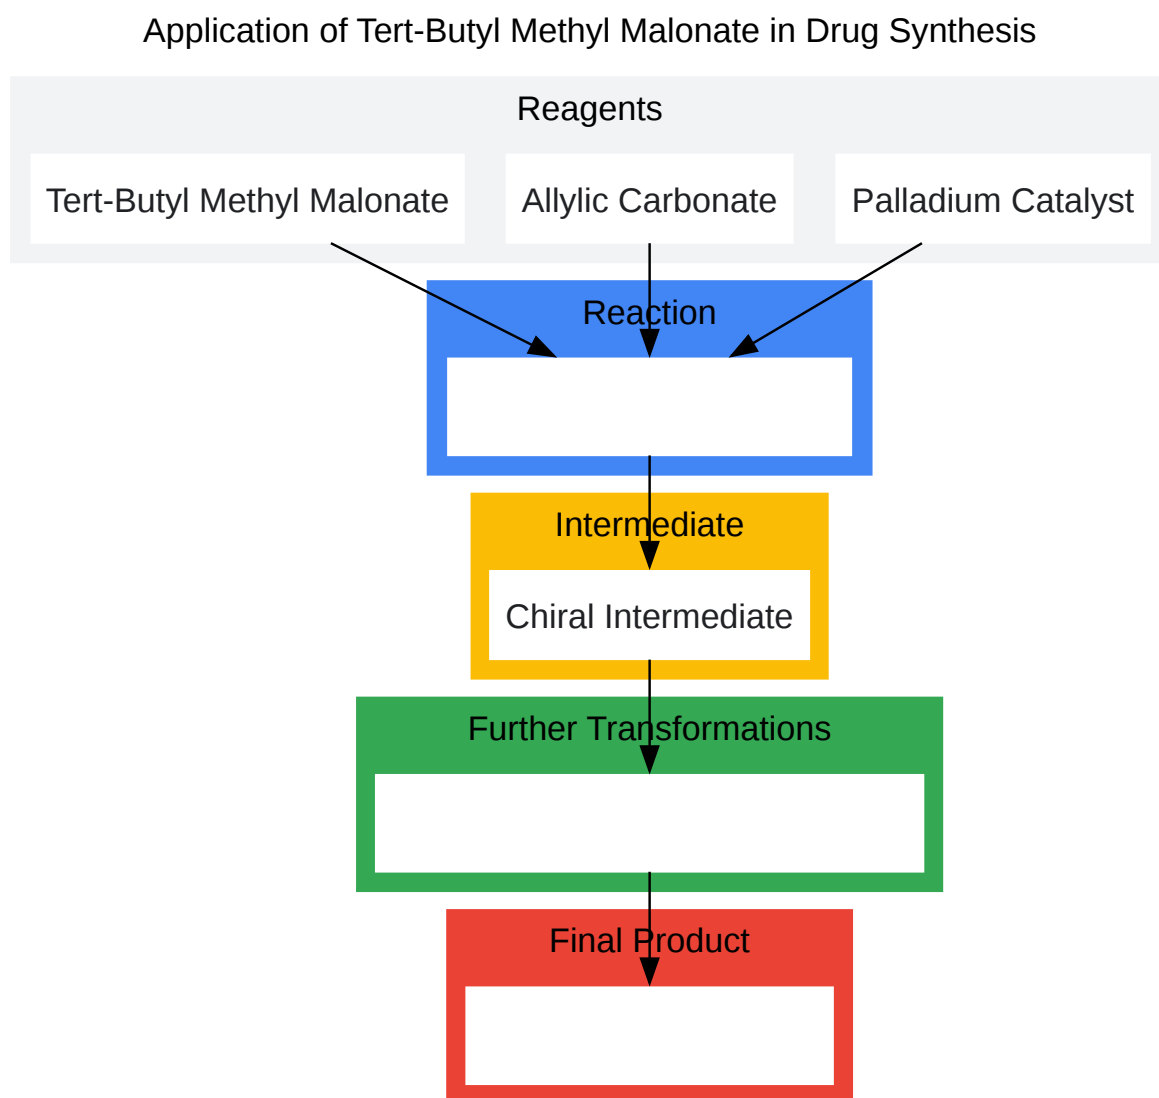 Application of Tert-Butyl Methyl Malonate in Drug Synthesis
Reagents
Tert-Butyl Methyl Malonate
Allylic Carbonate
Palladium Catalyst
Reaction
Intermediate
Chiral Intermediate
Further Transformations
Final Product